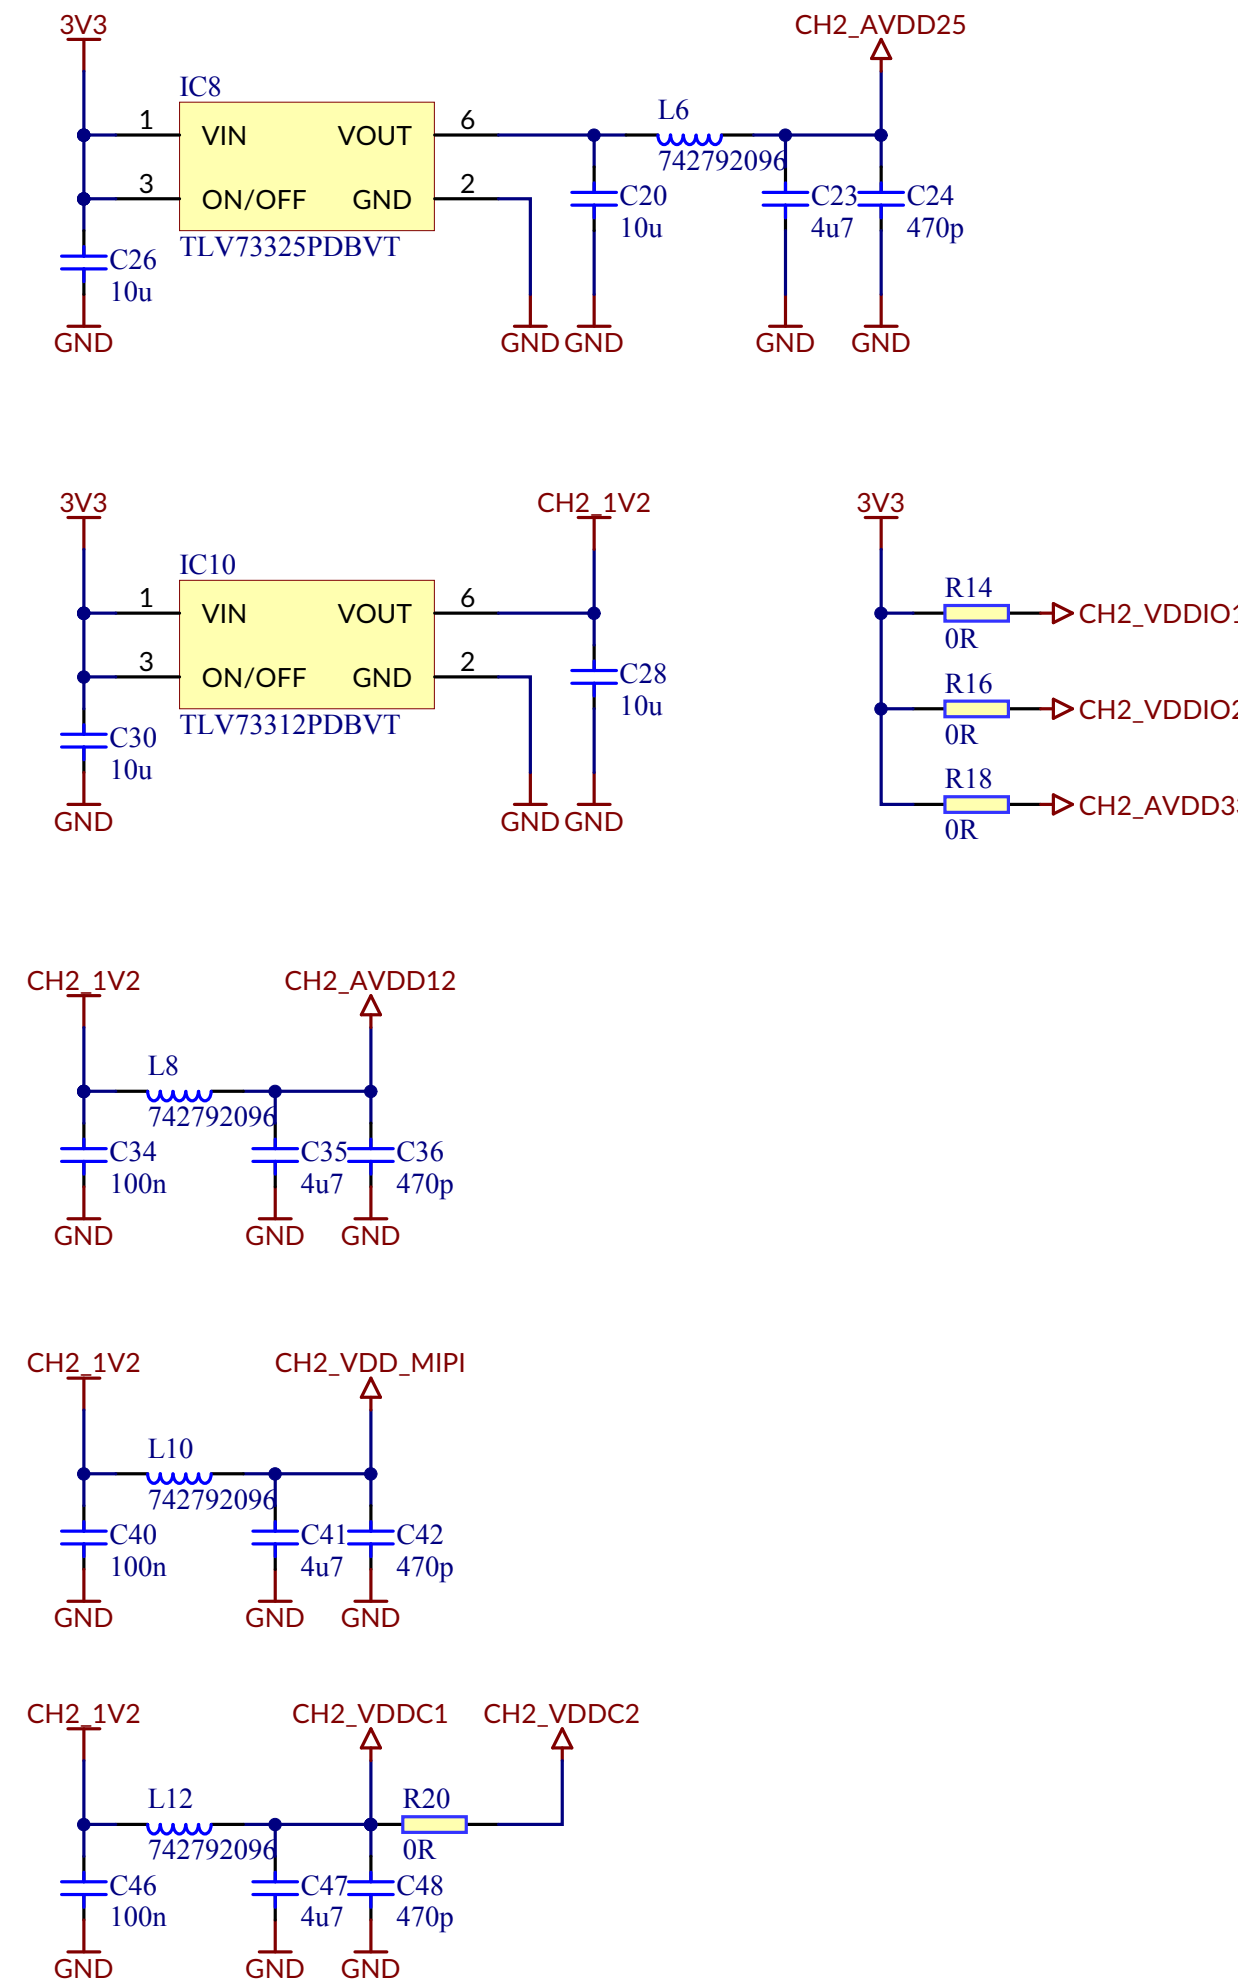 3V3
CH2_AVDD25
IC8
1 VIN VOUT 6
3 ON/OFF GND 2
TLV73325PDBVT
L6
742792096
C26
10u
C20
10u
C23
4u7
C24
470p
GND
GND
GND
GND
GND
3V3
CH2_1V2
IC10
1 VIN VOUT 6
3 ON/OFF GND 2
TLV73312PDBVT
C30
10u
C28
10u
GND
GND
GND
3V3
R14
0R
CH2_VDDIO1
R16
0R
CH2_VDDIO2
R18
0R
CH2_AVDD33
CH2_1V2
CH2_AVDD12
L8
742792096
C34
100n
C35
4u7
C36
470p
GND
GND
GND
CH2_1V2
CH2_VDD_MIPI
L10
742792096
C40
100n
C41
4u7
C42
470p
GND
GND
GND
CH2_1V2
CH2_VDDC1
CH2_VDDC2
L12
742792096
R20
0R
C46
100n
C47
4u7
C48
470p
GND
GND
GND